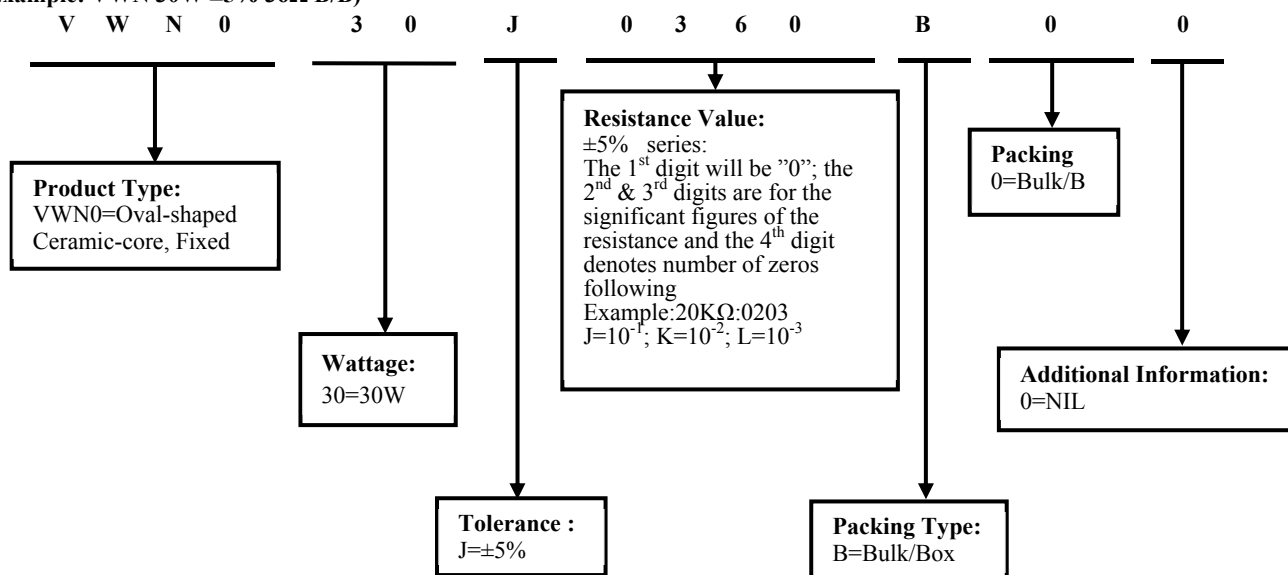 V W N 0 3 0 J 0 3 6 0 B 0 0
Product Type:
VWN0=Oval-shaped
Ceramic-core, Fixed
Wattage:
30=30W
Tolerance :
J=±5%
Resistance Value:
±5% series:
The 1st digit will be ”0”; the
2nd & 3rd digits are for the
significant figures of the
resistance and the 4th digit
denotes number of zeros
following
Example:20KΩ:0203
J=10-1; K=10-2; L=10-3
Packing Type:
B=Bulk/Box
Packing
0=Bulk/B
Additional Information:
0=NIL